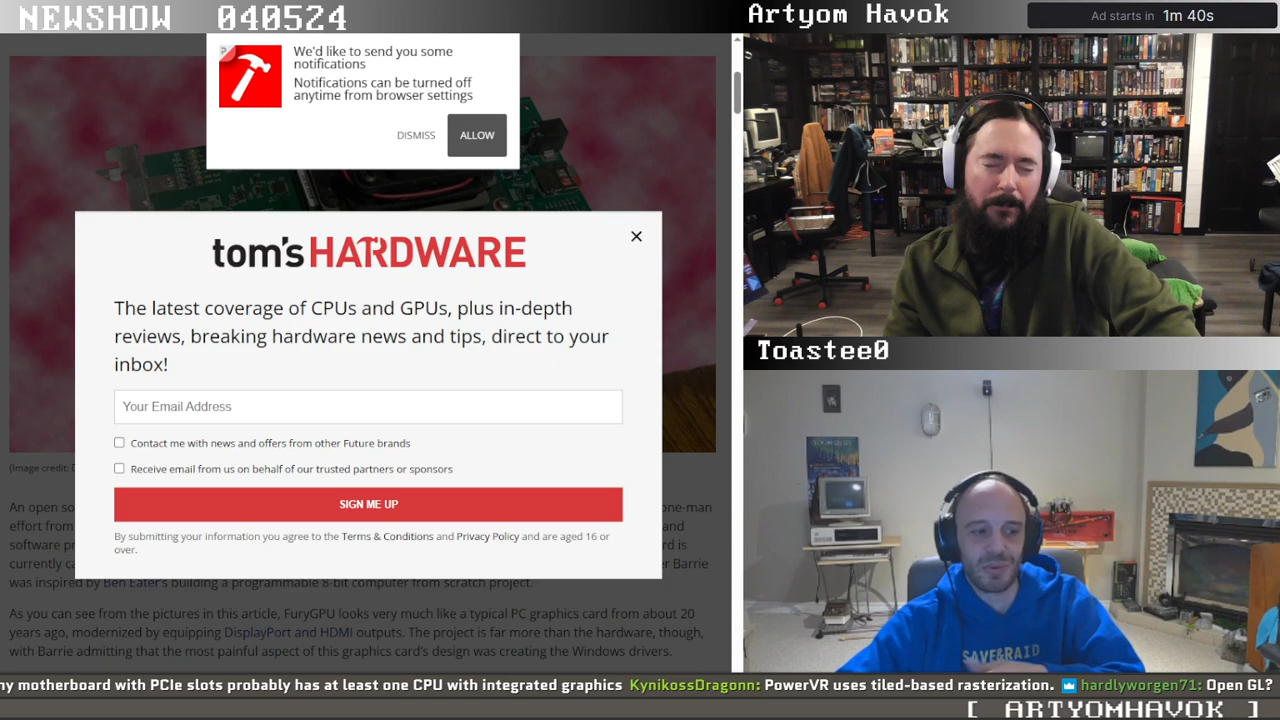 NEWSHOW 040524
Artyom Havok
Ad starts in 1m 40s
We'd like to send you some
notifications
Notifications can be turned off
anytime from browser settings
DISMISS
ALLOW
tom's HARDWARE
The latest coverage of CPUs and GPUs, plus in-depth
reviews, breaking hardware news and tips, direct to your
inbox!
Your Email Address
Contact me with news and offers from other Future brands
Receive email from us on behalf of our trusted partners or sponsors
SIGN ME UP
By submitting your information you agree to the Terms & Conditions and Privacy Policy and are aged 16 or
over.
(Image credit:
An open so one-man
effort from and
software pr rd is
currently ca er Barrie
was inspired by Ben Eater's building a programmable 8-bit computer from scratch project.
As you can see from the pictures in this article, FuryGPU looks very much like a typical PC graphics card from about 20
years ago, modernized by equipping DisplayPort and HDMI outputs. The project is far more than the hardware, though,
with Barrie admitting that the most painful aspect of this graphics card's design was creating the Windows drivers.
Toastee0
SAVE&RAID
ny motherboard with PCIe slots probably has at least one CPU with integrated graphics KynikossDragonn: PowerVR uses tiled-based rasterization. hardlyworgen71: Open GL?
[ ARTYOMHAVOK ]